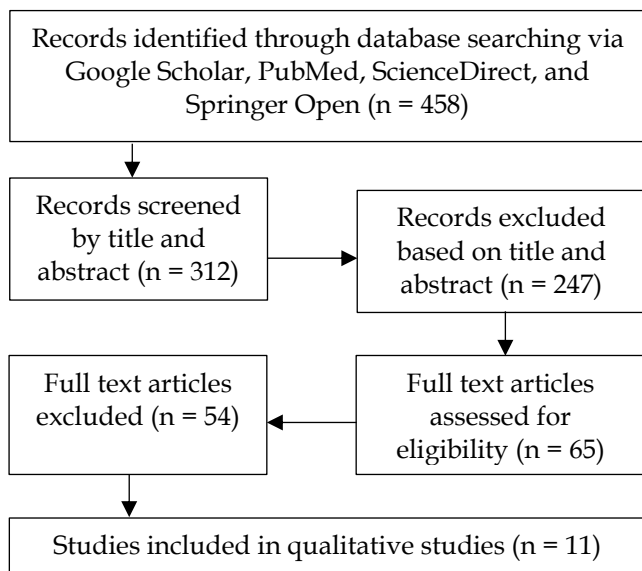 Records identified through database searching via
Google Scholar, PubMed, ScienceDirect, and
Springer Open (n = 458)
Records screened
by title and
abstract (n = 312)
Records excluded
based on title and
abstract (n = 247)
Full text articles
excluded (n = 54)
Full text articles
assessed for
eligibility (n = 65)
Studies included in qualitative studies (n = 11)